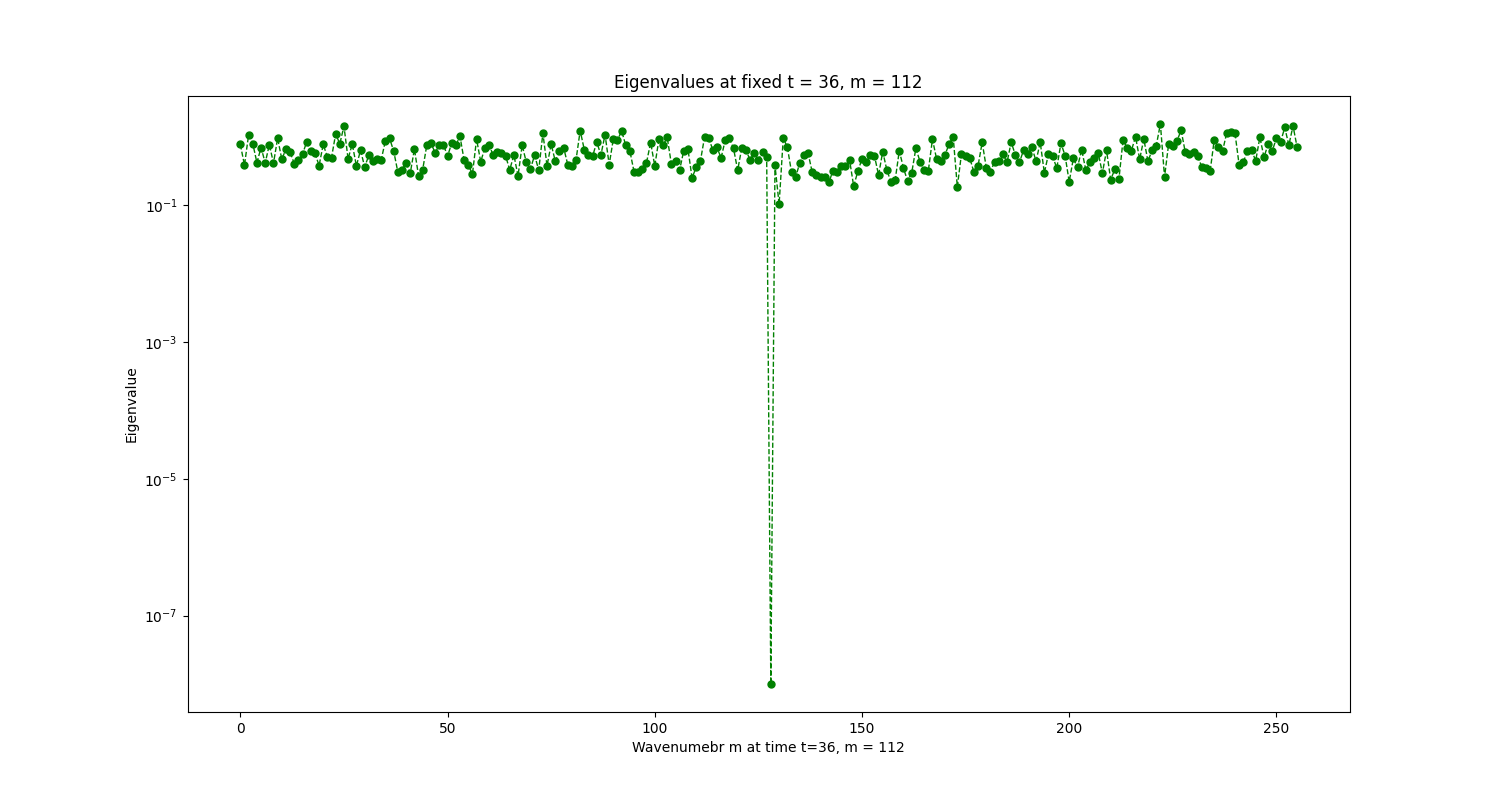 Eigenvalues at fixed t = 36, m = 112
Eigenvalue
10⁻¹
10⁻³
10⁻⁵
10⁻⁷
0 50 100 150 200 250
Wavenumebr m at time t=36, m = 112